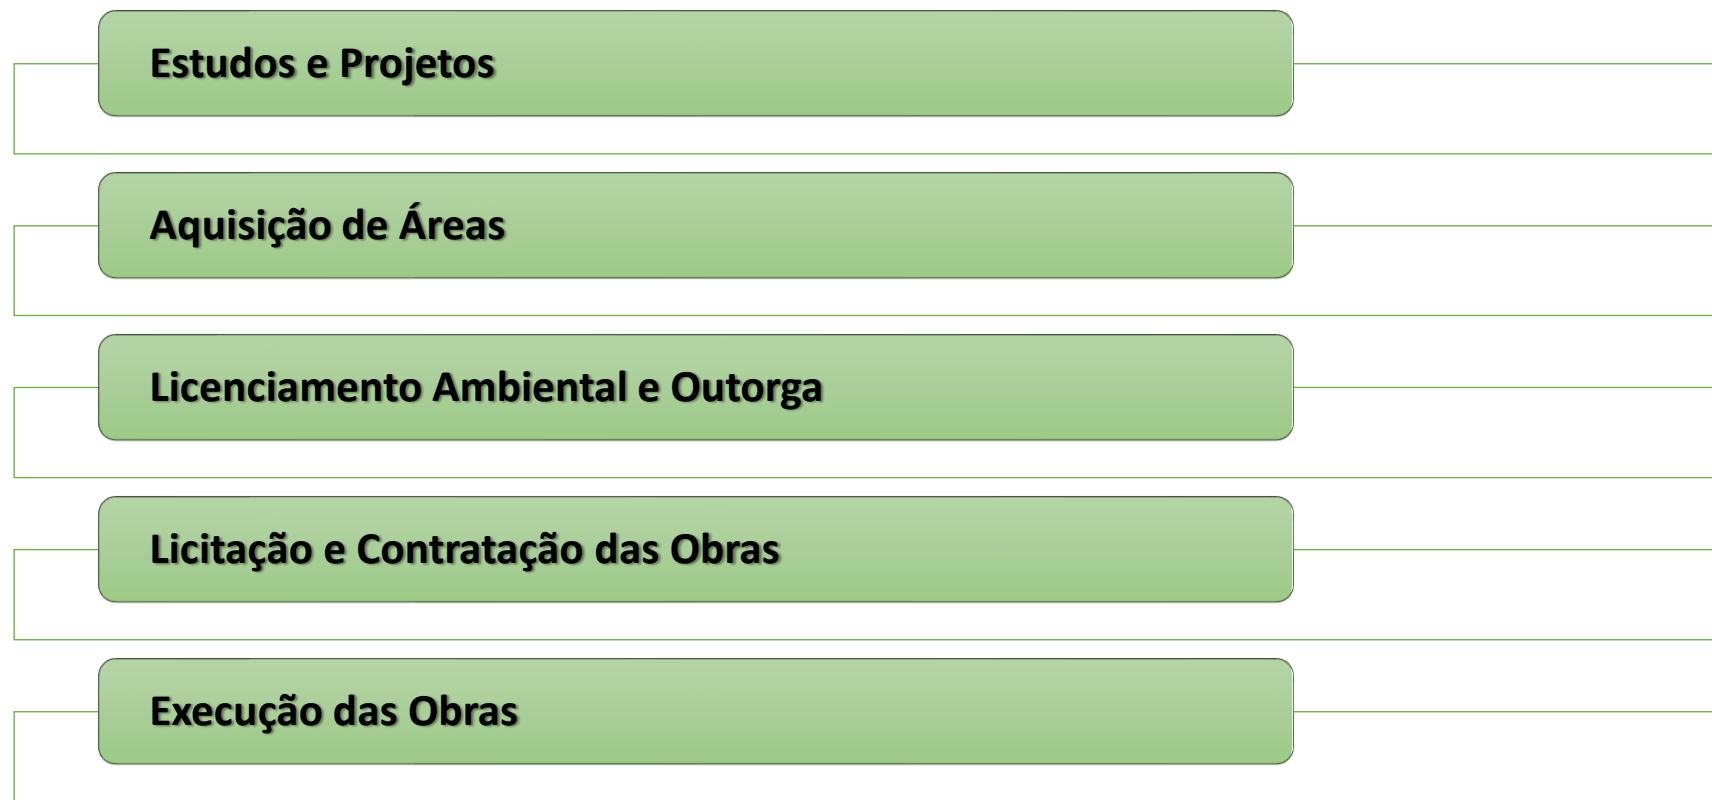 Estudos e Projetos
Aquisição de Áreas
Licenciamento Ambiental e Outorga
Licitação e Contratação das Obras
Execução das Obras